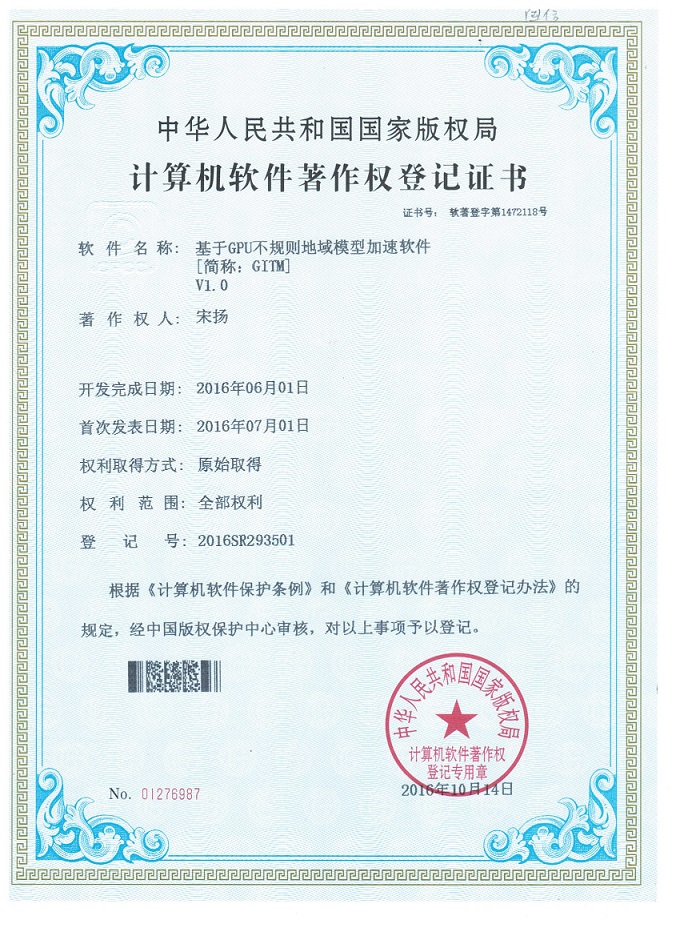 中华人民共和国国家版权局
计算机软件著作权登记证书
证书号： 软著登字第1472118号
软件名称： 基于GPU不规则地域模型加速软件
[简称：GITM]
V1.0
著作权人： 宋扬
开发完成日期： 2016年06月01日
首次发表日期： 2016年07月01日
权利取得方式： 原始取得
权利范围： 全部权利
登记号： 2016SR293501
根据《计算机软件保护条例》和《计算机软件著作权登记办法》的
规定，经中国版权保护中心审核，对以上事项予以登记。
中华人民共和国国家版权局
计算机软件著作权
登记专用章
No. 01276987
2016年10月14日